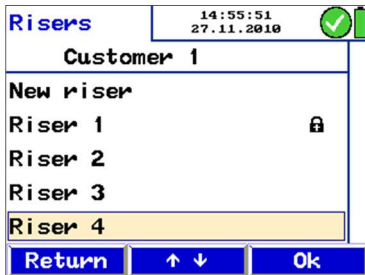 Risers
14:55:51
27.11.2010
Customer 1
New riser
Riser 1
Riser 2
Riser 3
Riser 4
Return ↑ ↓ Ok